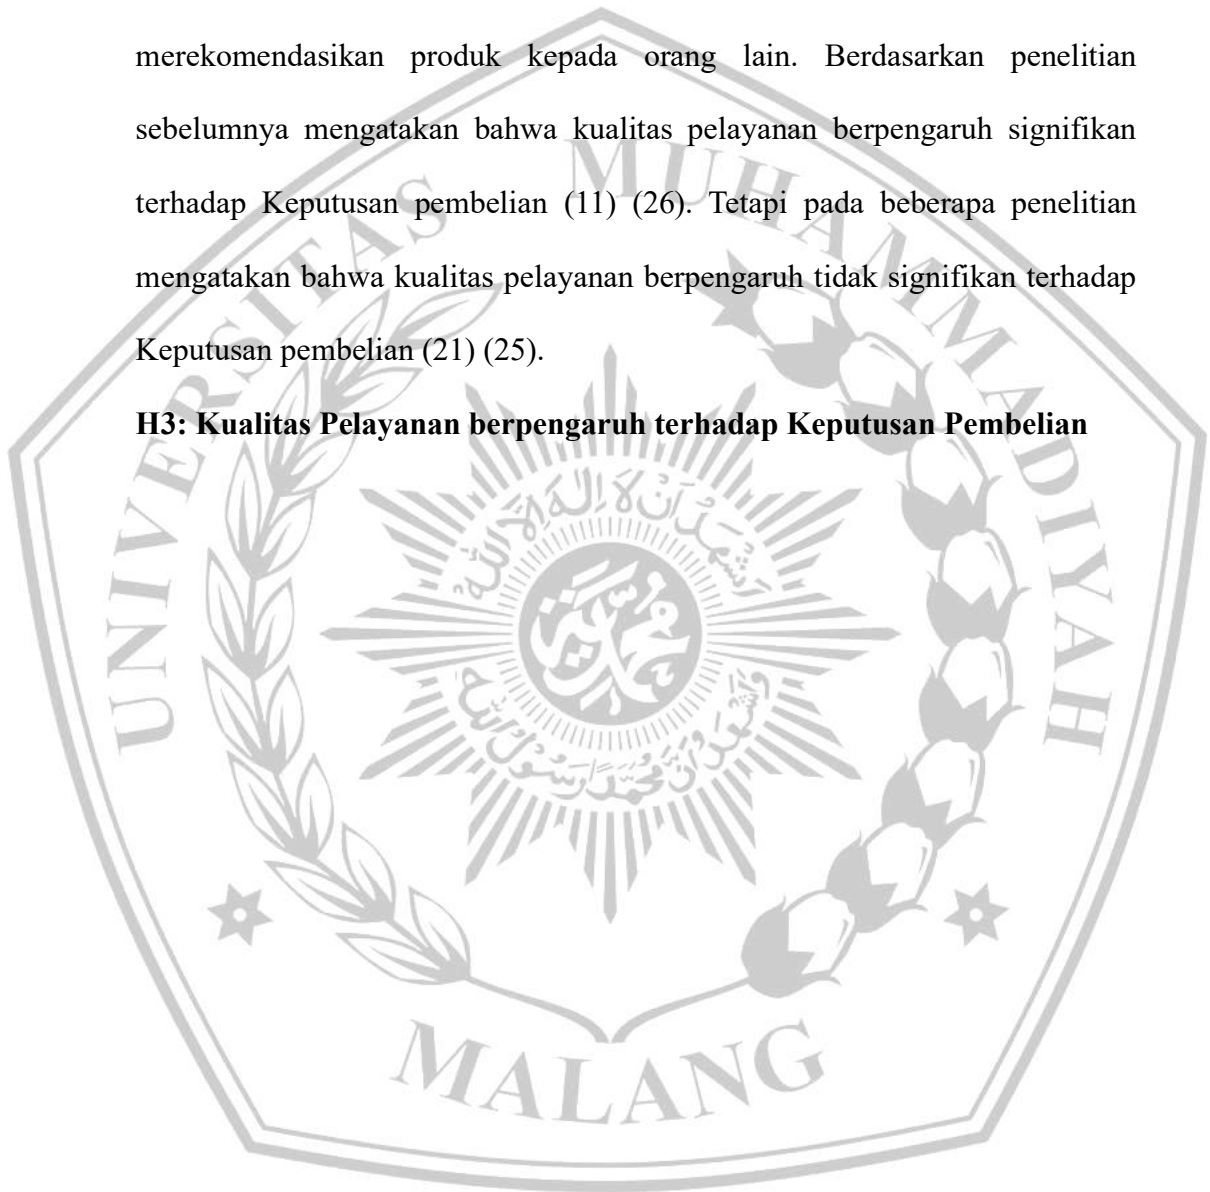 merekomendasikan produk kepada orang lain. Berdasarkan penelitian
sebelumnya mengatakan bahwa kualitas pelayanan berpengaruh signifikan
terhadap Keputusan pembelian (11) (26). Tetapi pada beberapa penelitian
mengatakan bahwa kualitas pelayanan berpengaruh tidak signifikan terhadap
Keputusan pembelian (21) (25).
H3: Kualitas Pelayanan berpengaruh terhadap Keputusan Pembelian
UNIVERSITAS MUHAMMADIYAH
MALANG